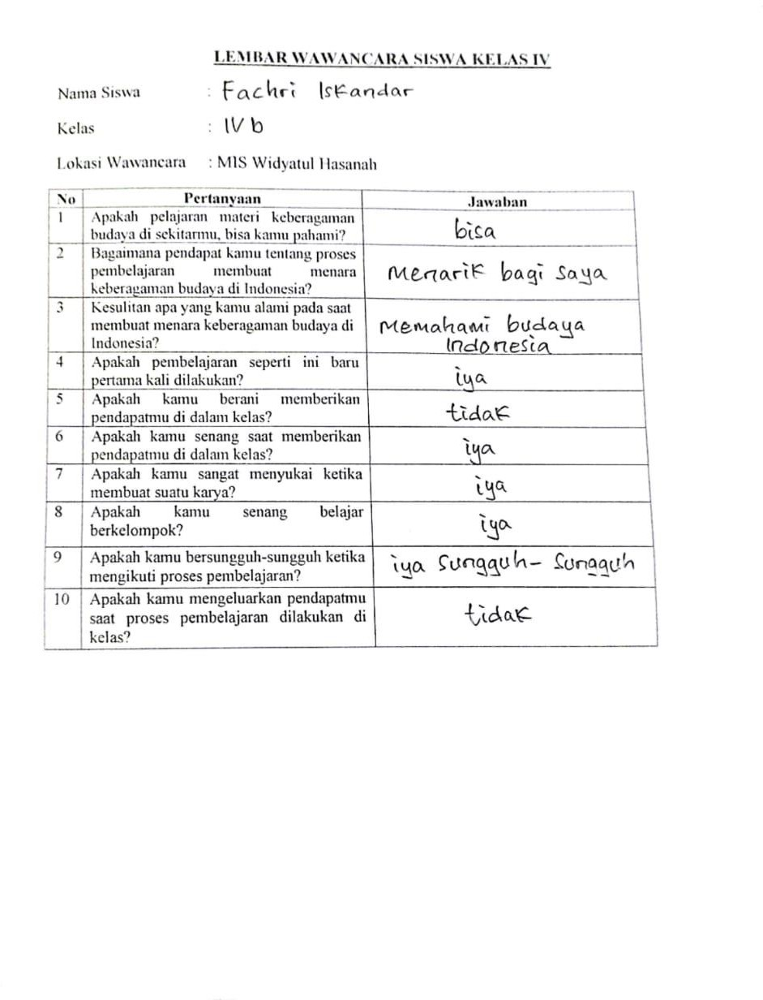 LEMBAR WAWANCARA SISWA KELAS IV
Nama Siswa : Fachri Iskandar
Kelas : IV b
Lokasi Wawancara : MIS Widyatul Hasanah
No Pertanyaan Jawaban
1 Apakah pelajaran materi keberagaman
budaya di sekitarmu, bisa kamu pahami?
bisa
2 Bagaimana pendapat kamu tentang proses
pembelajaran membuat menara
keberagaman budaya di Indonesia?
Menarik bagi saya
3 Kesulitan apa yang kamu alami pada saat
membuat menara keberagaman budaya di
Indonesia?
Memahami budaya
Indonesia
4 Apakah pembelajaran seperti ini baru
pertama kali dilakukan?
iya
5 Apakah kamu berani memberikan
pendapatmu di dalam kelas?
tidak
6 Apakah kamu senang saat memberikan
pendapatmu di dalam kelas?
iya
7 Apakah kamu sangat menyukai ketika
membuat suatu karya?
iya
8 Apakah kamu senang belajar
berkelompok?
iya
9 Apakah kamu bersungguh-sungguh ketika
mengikuti proses pembelajaran?
iya sungguh-sungguh
10 Apakah kamu mengeluarkan pendapatmu
saat proses pembelajaran dilakukan di
kelas?
tidak